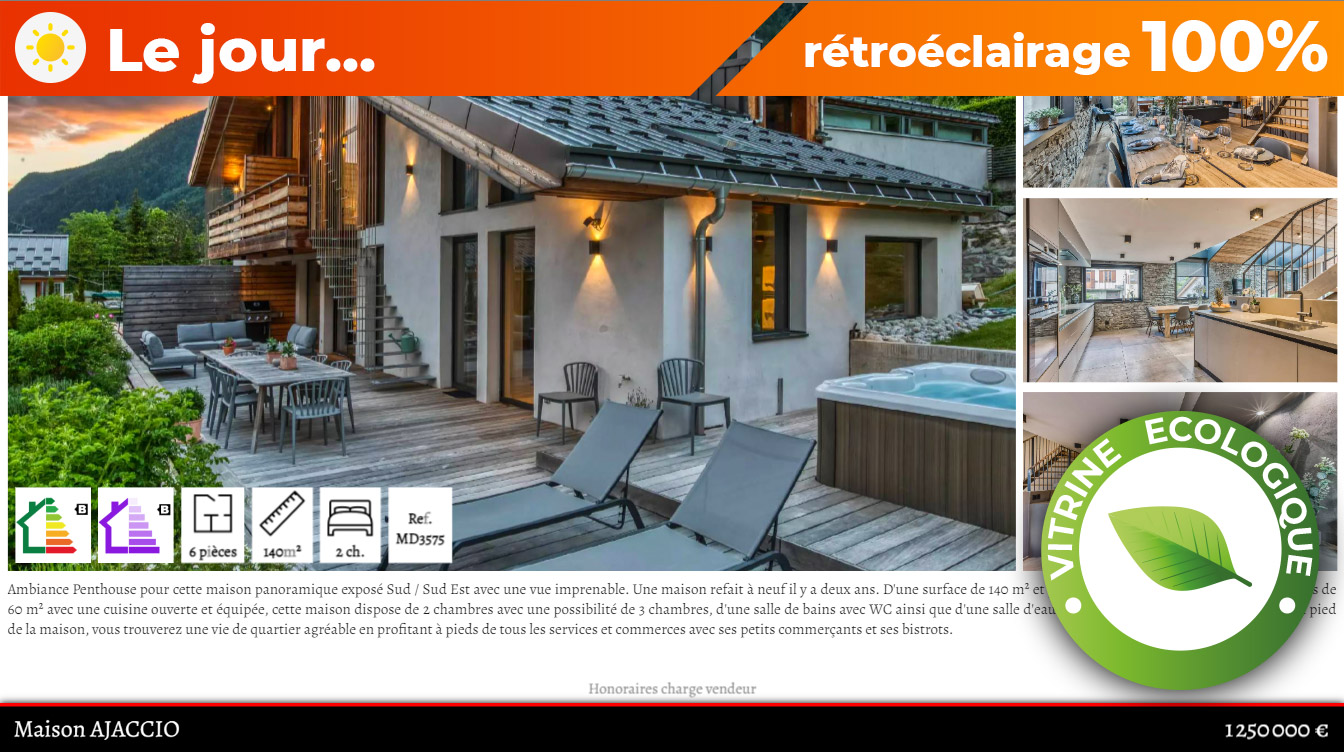 Le jour...
rétroéclairage 100%
B
B
6 pièces
140m²
2 ch.
Ref.
MD3575
VITRINE ECOLOGIQUE
Ambiance Penthouse pour cette maison panoramique exposé Sud / Sud Est avec une vue imprenable. Une maison refait à neuf il y a deux ans. D'une surface de 140 m² et s de
60 m² avec une cuisine ouverte et équipée, cette maison dispose de 2 chambres avec une possibilité de 3 chambres, d'une salle de bains avec WC ainsi que d'une salle d'eau pied
de la maison, vous trouverez une vie de quartier agréable en profitant à pieds de tous les services et commerces avec ses petits commerçants et ses bistrots.
Honoraires charge vendeur
Maison AJACCIO
1 250 000 €